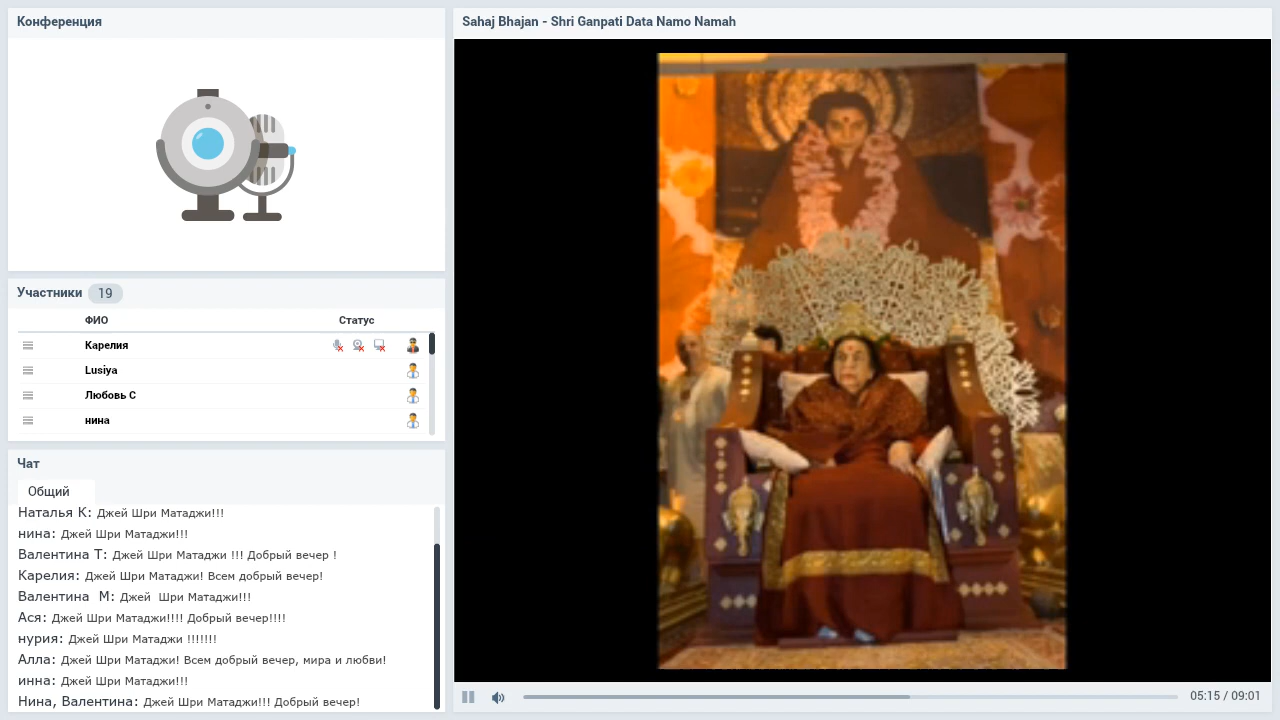 Конференция
Sahaj Bhajan - Shri Ganpati Data Namo Namah
Участники 19
ФИО Статус
Карелия
Lusiya
Любовь С
нина
Чат
Общий
Наталья К: Джей Шри Матаджи!!!
нина: Джей Шри Матаджи!!!
Валентина Т: Джей Шри Матаджи !!! Добрый вечер !
Карелия: Джей Шри Матаджи! Всем добрый вечер!
Валентина  М: Джей  Шри Матаджи!!!
Ася: Джей Шри Матаджи!!!! Добрый вечер!!!!
нурия: Джей Шри Матаджи !!!!!!!
Алла: Джей Шри Матаджи! Всем добрый вечер, мира и любви!
инна: Джей Шри Матаджи!!!
Нина, Валентина: Джей Шри Матаджи!!! Добрый вечер!
05:15 / 09:01